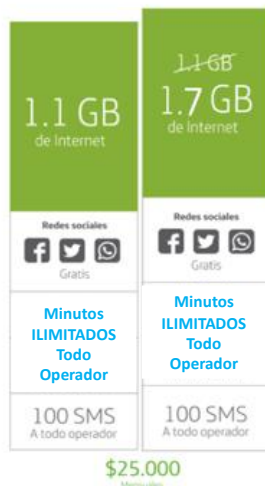 1.1 GB
de Internet
Redes sociales
Gratis
Minutos
ILIMITADOS
Todo
Operador
100 SMS
A todo operador
1.1 GB
1.7 GB
de Internet
Redes sociales
Gratis
Minutos
ILIMITADOS
Todo
Operador
100 SMS
A todo operador
$25.000
Mensuales